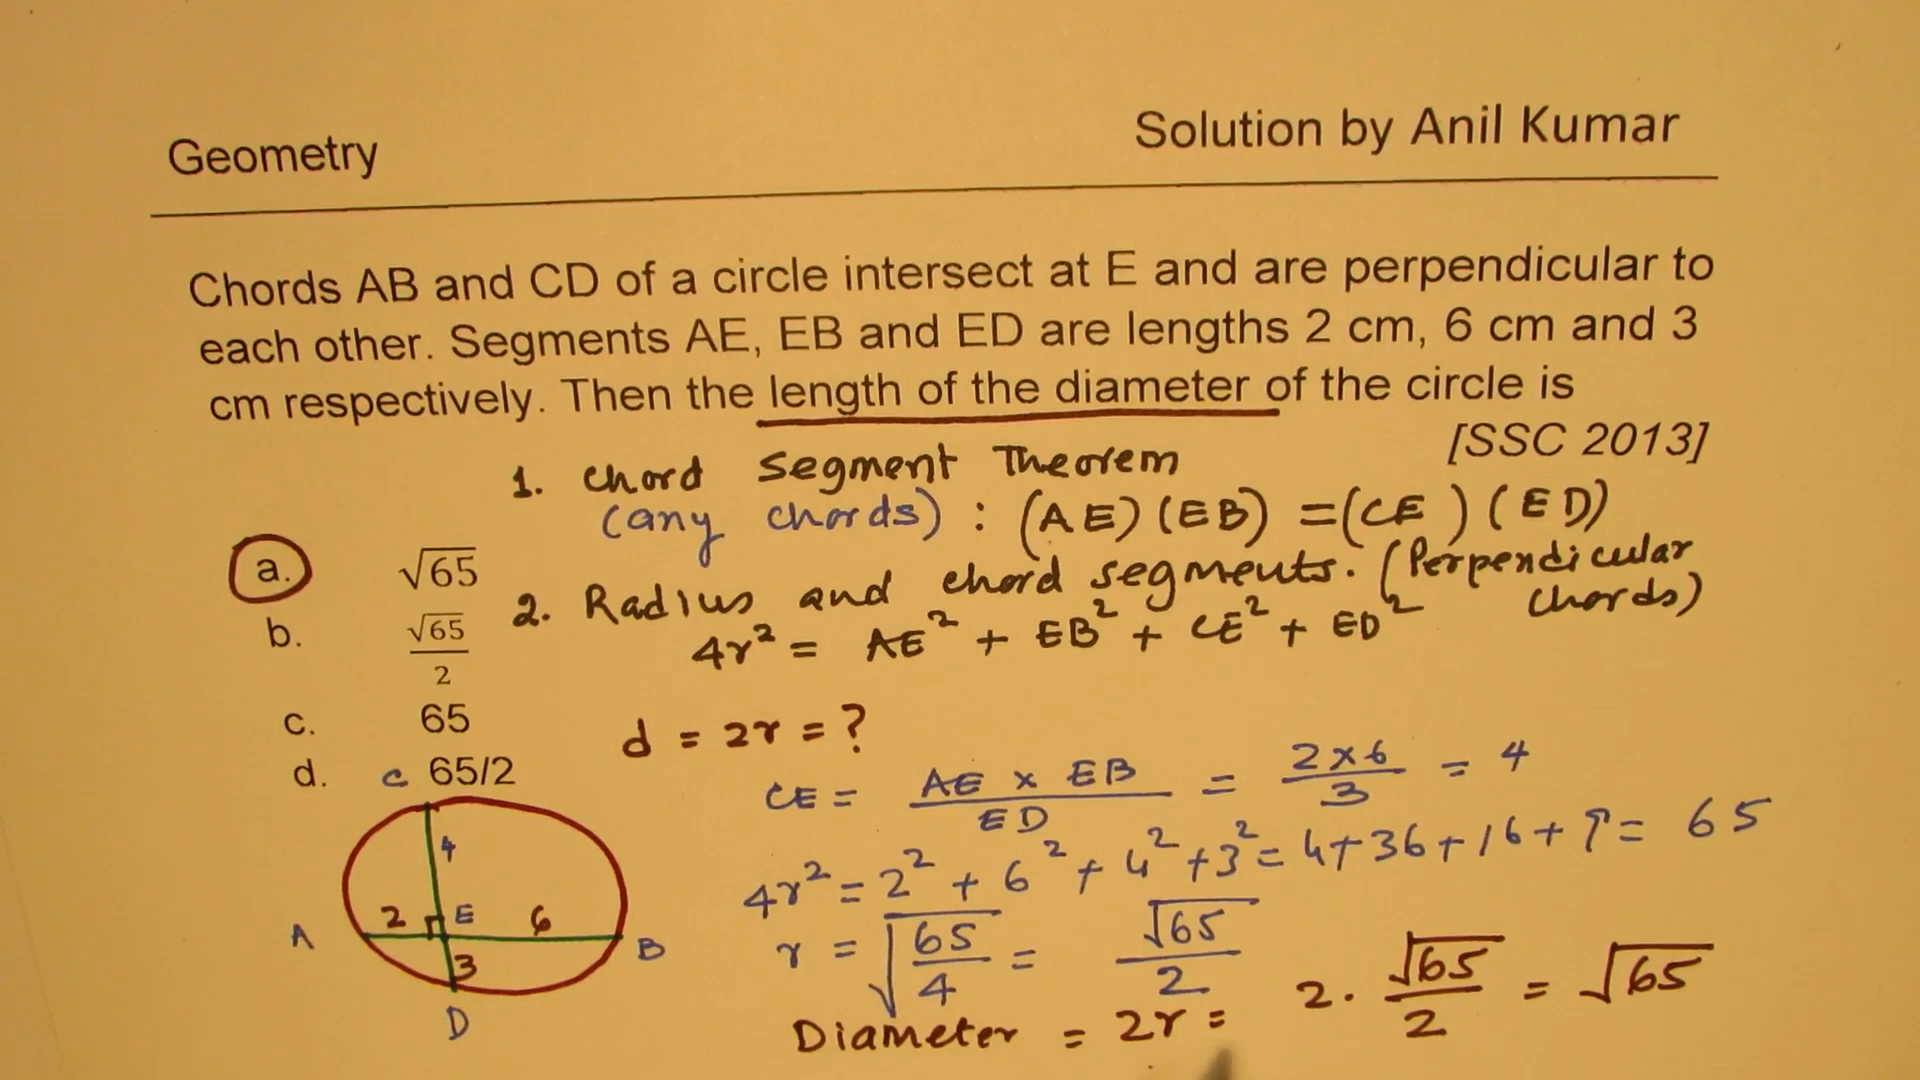 Geometry
Solution by Anil Kumar
Chords AB and CD of a circle intersect at E and are perpendicular to
each other. Segments AE, EB and ED are lengths 2 cm, 6 cm and 3
cm respectively. Then the length of the diameter of the circle is
[SSC 2013]
1. Chord Segment Theorem
(any chords) : (AE)(EB) = (CE)(ED)
2. Radius and chord segments. (Perpendicular
chords)
4r² = AE² + EB² + CE² + ED²
a. √65
b. √65/2
c. 65
d. 65/2
d = 2r = ?
CE = AE × EB / ED = 2×6 / 3 = 4
4r² = 2² + 6² + 4² + 3² = 4+36+16+9 = 65
r = √(65/4) = √65/2
Diameter = 2r = 2 · √65/2 = √65
C
4
A 2 E 6 B
3
D